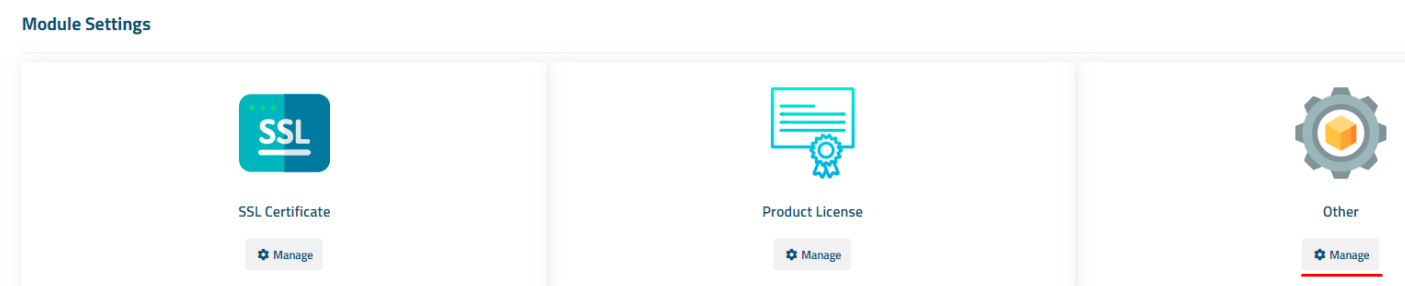 Module Settings
SSL
SSL Certificate
Manage
Product License
Manage
Other
Manage